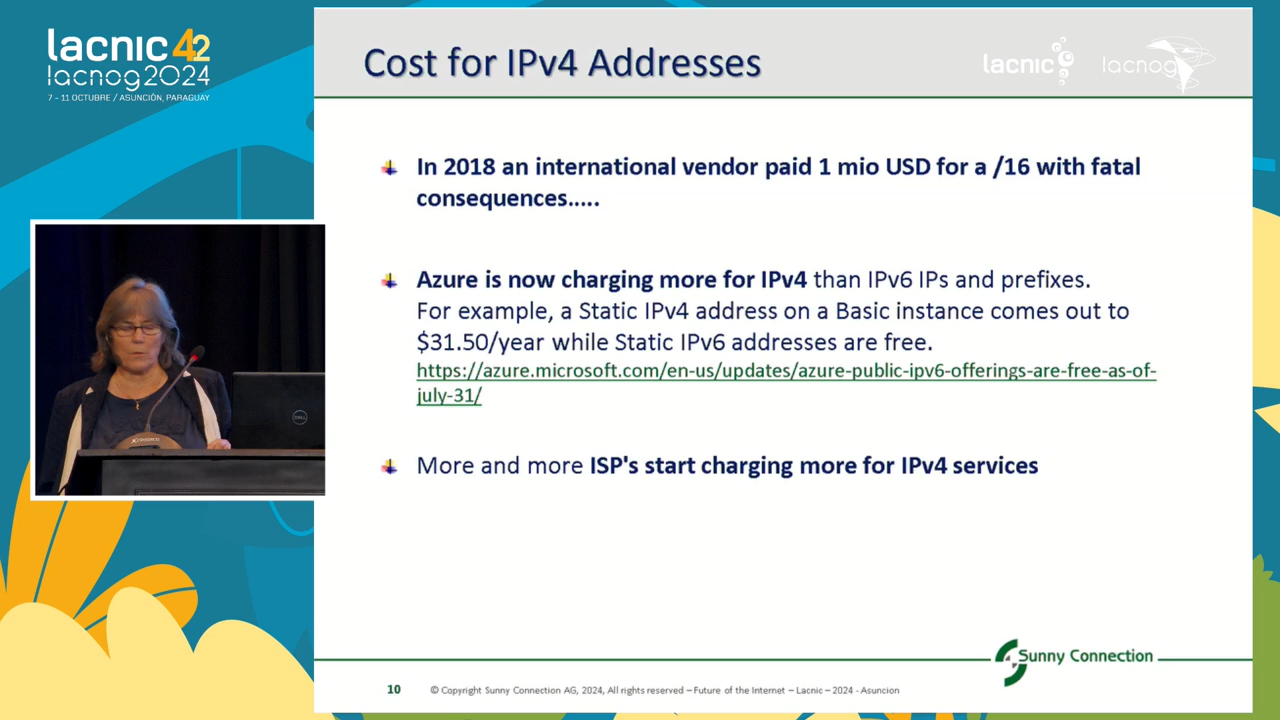 lacnic 42
lacnog2024
7 - 11 OCTUBRE / ASUNCIÓN, PARAGUAY
Cost for IPv4 Addresses
lacnic
lacnog
In 2018 an international vendor paid 1 mio USD for a /16 with fatal
consequences.....
Azure is now charging more for IPv4 than IPv6 IPs and prefixes.
For example, a Static IPv4 address on a Basic instance comes out to
$31.50/year while Static IPv6 addresses are free.
https://azure.microsoft.com/en-us/updates/azure-public-ipv6-offerings-are-free-as-of-
july-31/
More and more ISP's start charging more for IPv4 services
DELL
Sunny Connection
10 © Copyright Sunny Connection AG, 2024, All rights reserved – Future of the Internet – Lacnic – 2024 - Asuncion